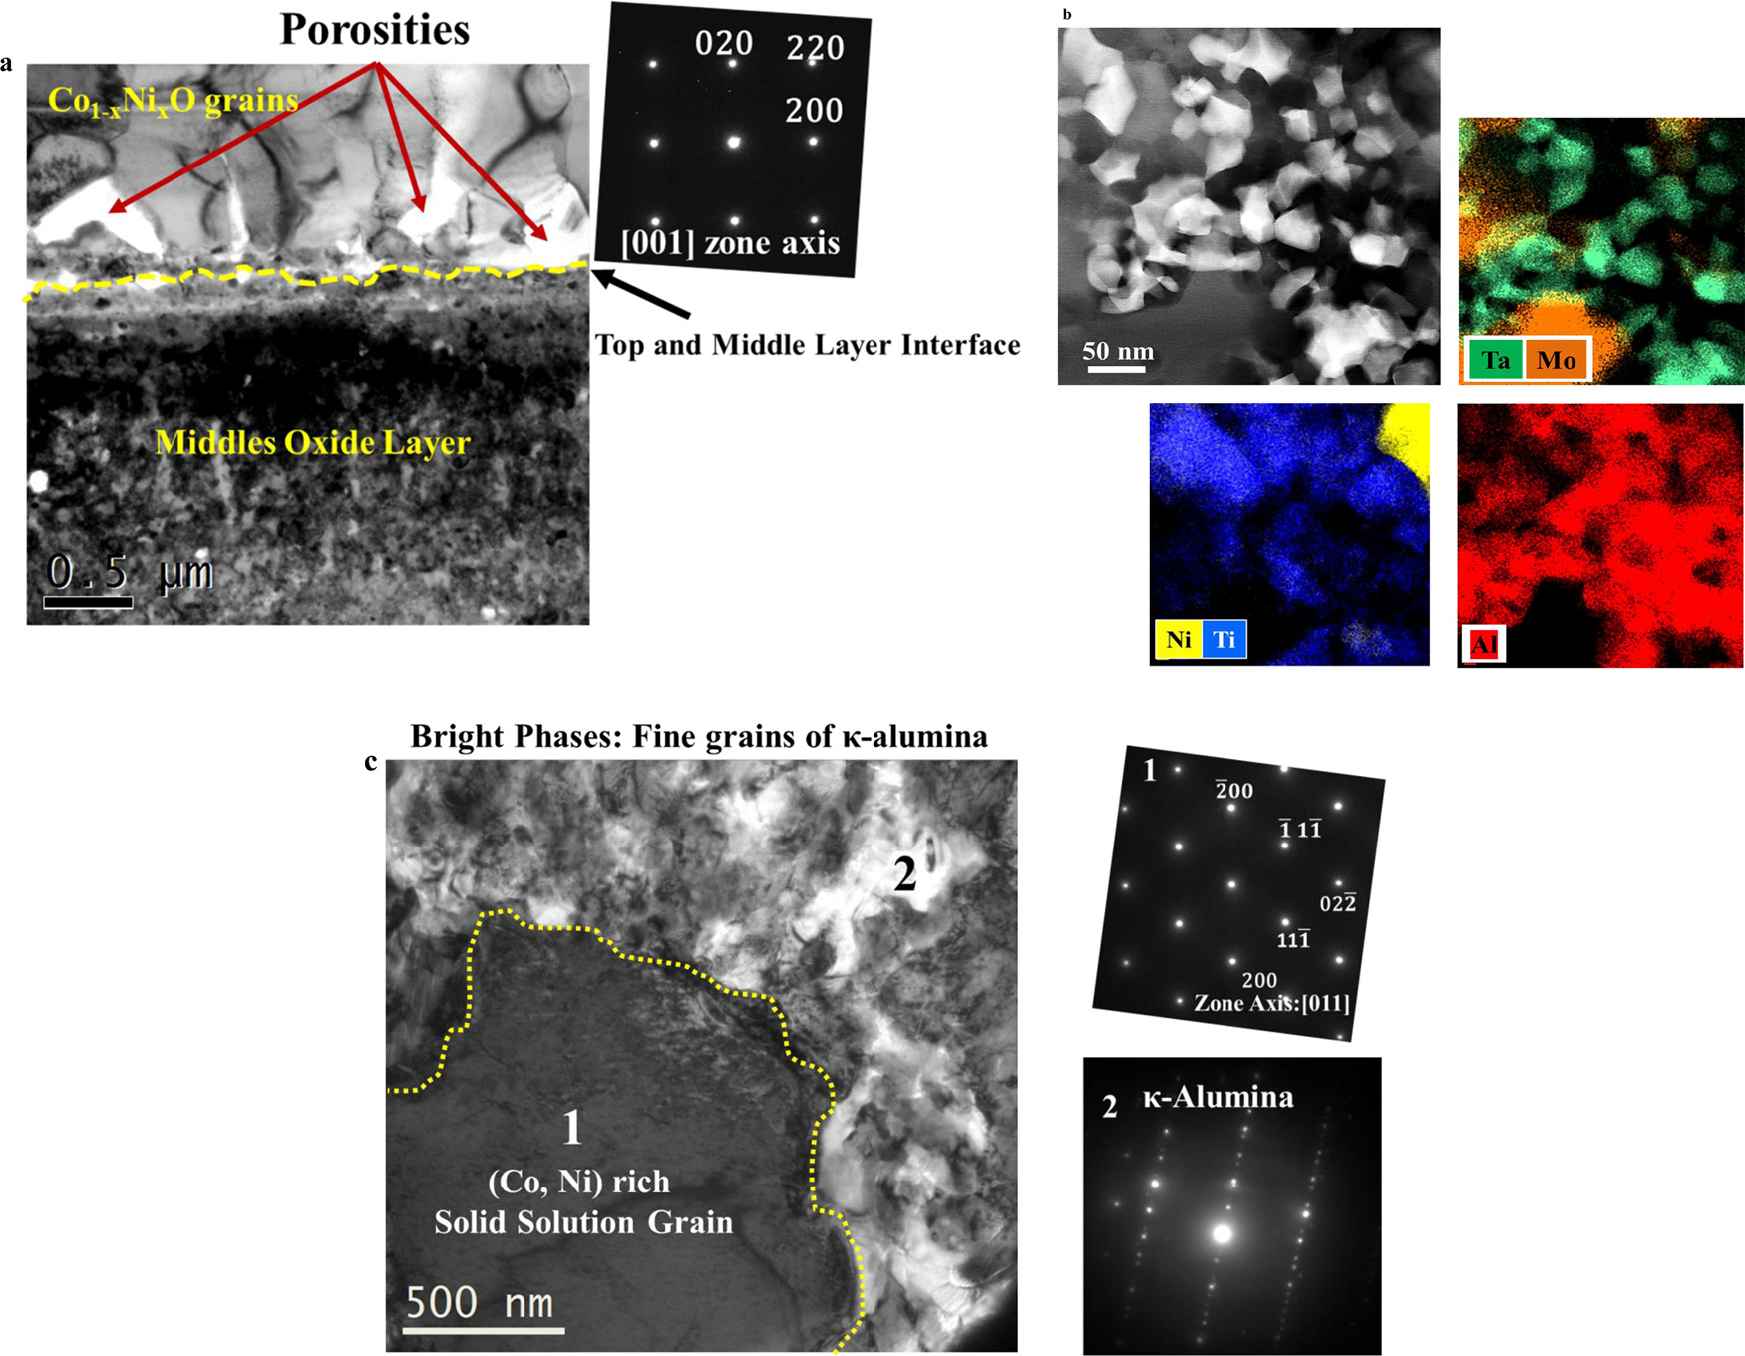 a
Porosities
Co1-xNixO grains
020 220
200
[001] zone axis
Top and Middle Layer Interface
Middles Oxide Layer
0.5 µm
b
50 nm
Ta Mo
Ni Ti
Al
Bright Phases: Fine grains of κ-alumina
c
2
1
(Co, Ni) rich
Solid Solution Grain
500 nm
1
2̅00
1̅ 11̅
022̅
111̅
200
Zone Axis:[011]
2 κ-Alumina